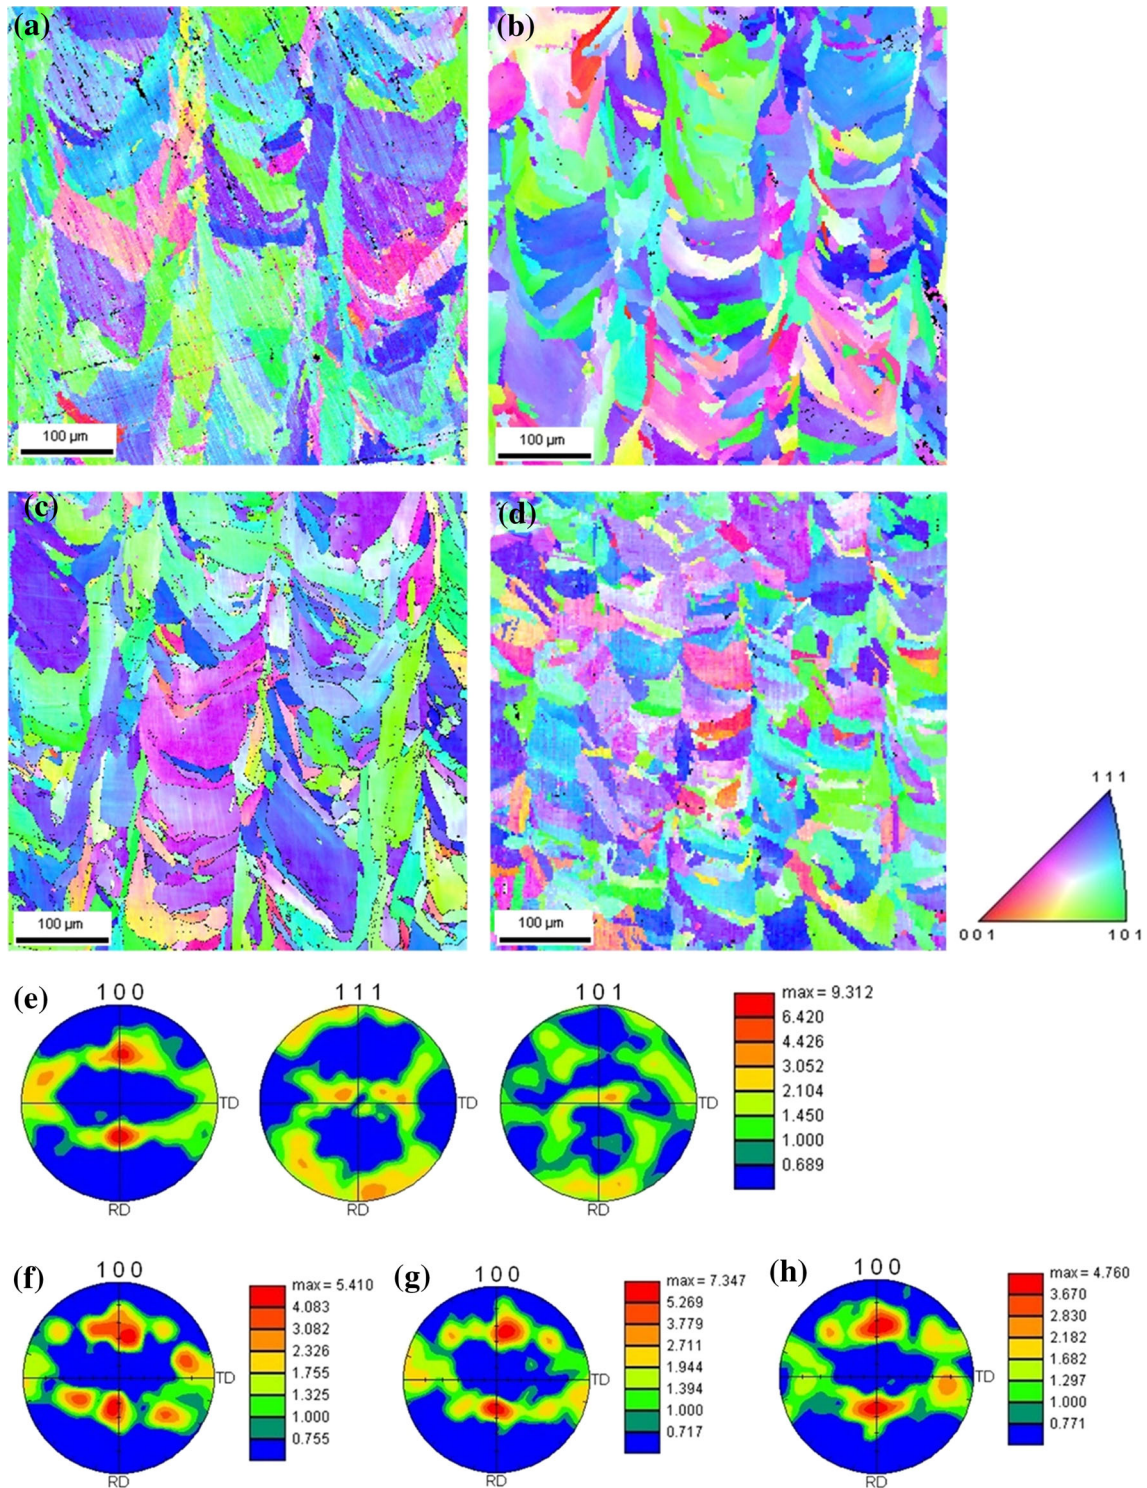 (a)
(b)
100 µm
100 µm
(c)
(d)
100 µm
100 µm
1 1 1
0 0 1
1 0 1
(e)
1 0 0
TD
RD
1 1 1
TD
RD
1 0 1
TD
RD
max = 9.312
6.420
4.426
3.052
2.104
1.450
1.000
0.689
(f)
1 0 0
TD
RD
max = 5.410
4.083
3.082
2.326
1.755
1.325
1.000
0.755
(g)
1 0 0
TD
RD
max = 7.347
5.269
3.779
2.711
1.944
1.394
1.000
0.717
(h)
1 0 0
TD
RD
max = 4.760
3.670
2.830
2.182
1.682
1.297
1.000
0.771